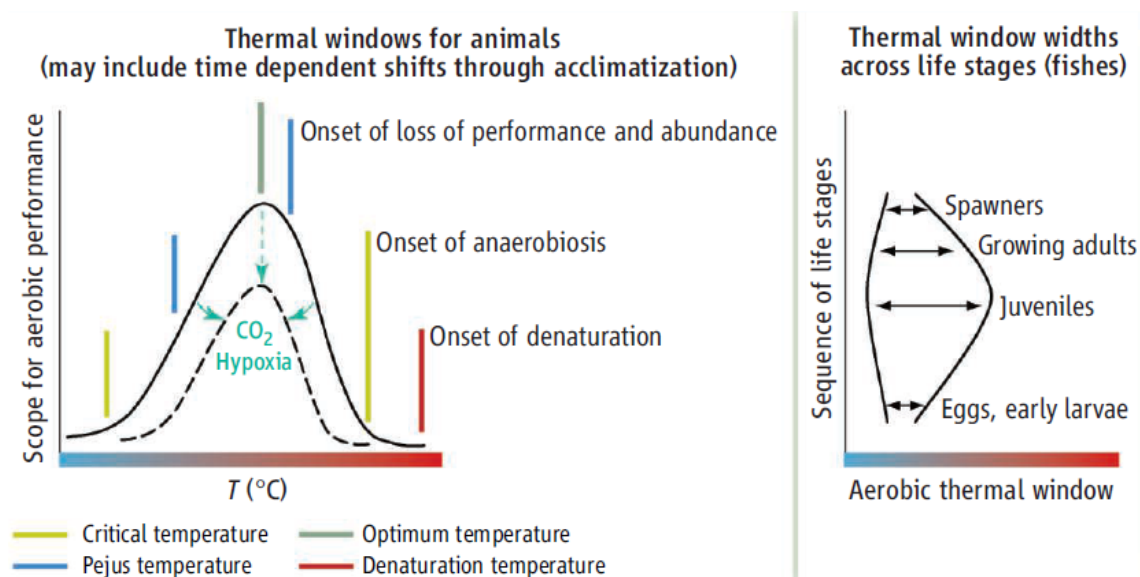 Thermal windows for animals
(may include time dependent shifts through acclimatization)
Scope for aerobic performance
Onset of loss of performance and abundance
Onset of anaerobiosis
CO₂
Hypoxia
Onset of denaturation
T (°C)
Critical temperature
Optimum temperature
Pejus temperature
Denaturation temperature
Thermal window widths
across life stages (fishes)
Sequence of life stages
Spawners
Growing adults
Juveniles
Eggs, early larvae
Aerobic thermal window